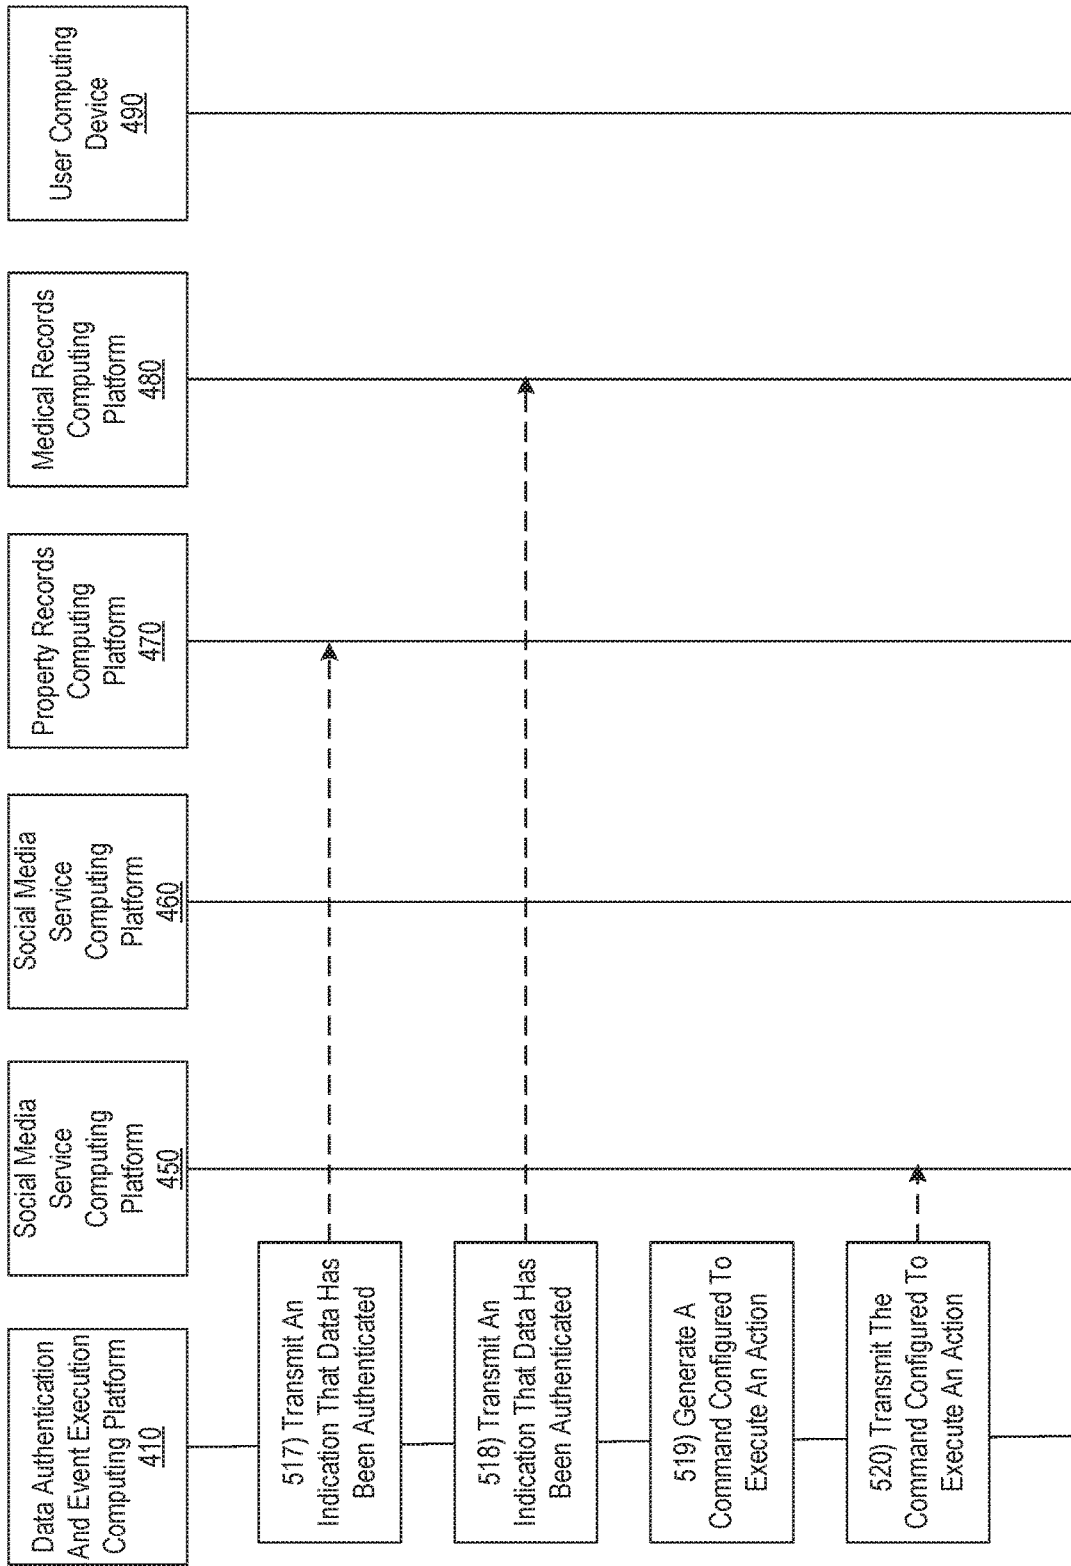 Data Authentication
And Event Execution
Computing Platform
410
Social Media
Service
Computing
Platform
450
Social Media
Service
Computing
Platform
460
Property Records
Computing
Platform
470
Medical Records
Computing
Platform
480
User Computing
Device
490
517) Transmit An
Indication That Data Has
Been Authenticated
518) Transmit An
Indication That Data Has
Been Authenticated
519) Generate A
Command Configured To
Execute An Action
520) Transmit The
Command Configured To
Execute An Action